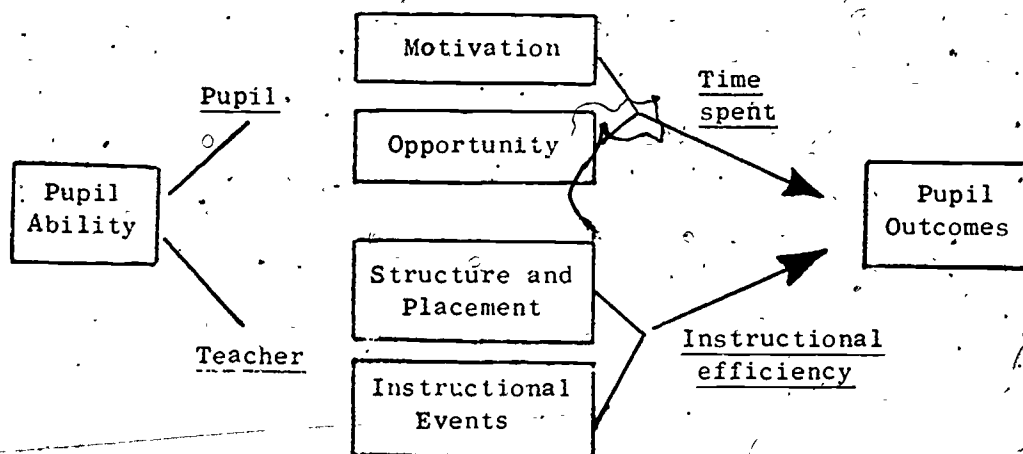 Motivation
Pupil
Time
spent
Opportunity
Pupil
Ability
Pupil
Outcomes
Structure and
Placement
Teacher
Instructional
efficiency
Instructional
Events